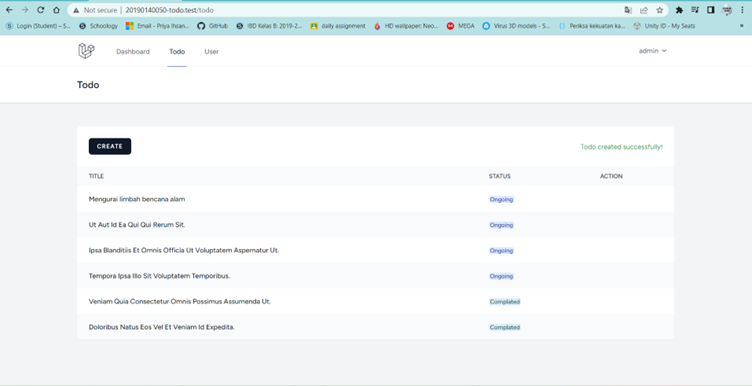 Not secure | 20190140050-todo.test/todo
Login (Student) – S... Schoology Email - Priya Ihsan... GitHub IBD Kelas B: 2019-2... daily assignment HD wallpaper: Neo... MEGA Virus 3D models - S... Periksa kekuatan ka... Unity ID - My Seats »
Dashboard Todo User admin
Todo
CREATE Todo created successfully!
TITLE STATUS ACTION
Mengurai limbah bencana alam Ongoing
Ut Aut Id Ea Qui Qui Rerum Sit. Ongoing
Ipsa Blanditiis Et Omnis Officia Ut Voluptatem Aspernatur Ut. Ongoing
Tempora Ipsa Illo Sit Voluptatem Temporibus. Ongoing
Veniam Quia Consectetur Omnis Possimus Assumenda Ut. Complated
Doloribus Natus Eos Vel Et Veniam Id Expedita. Complated